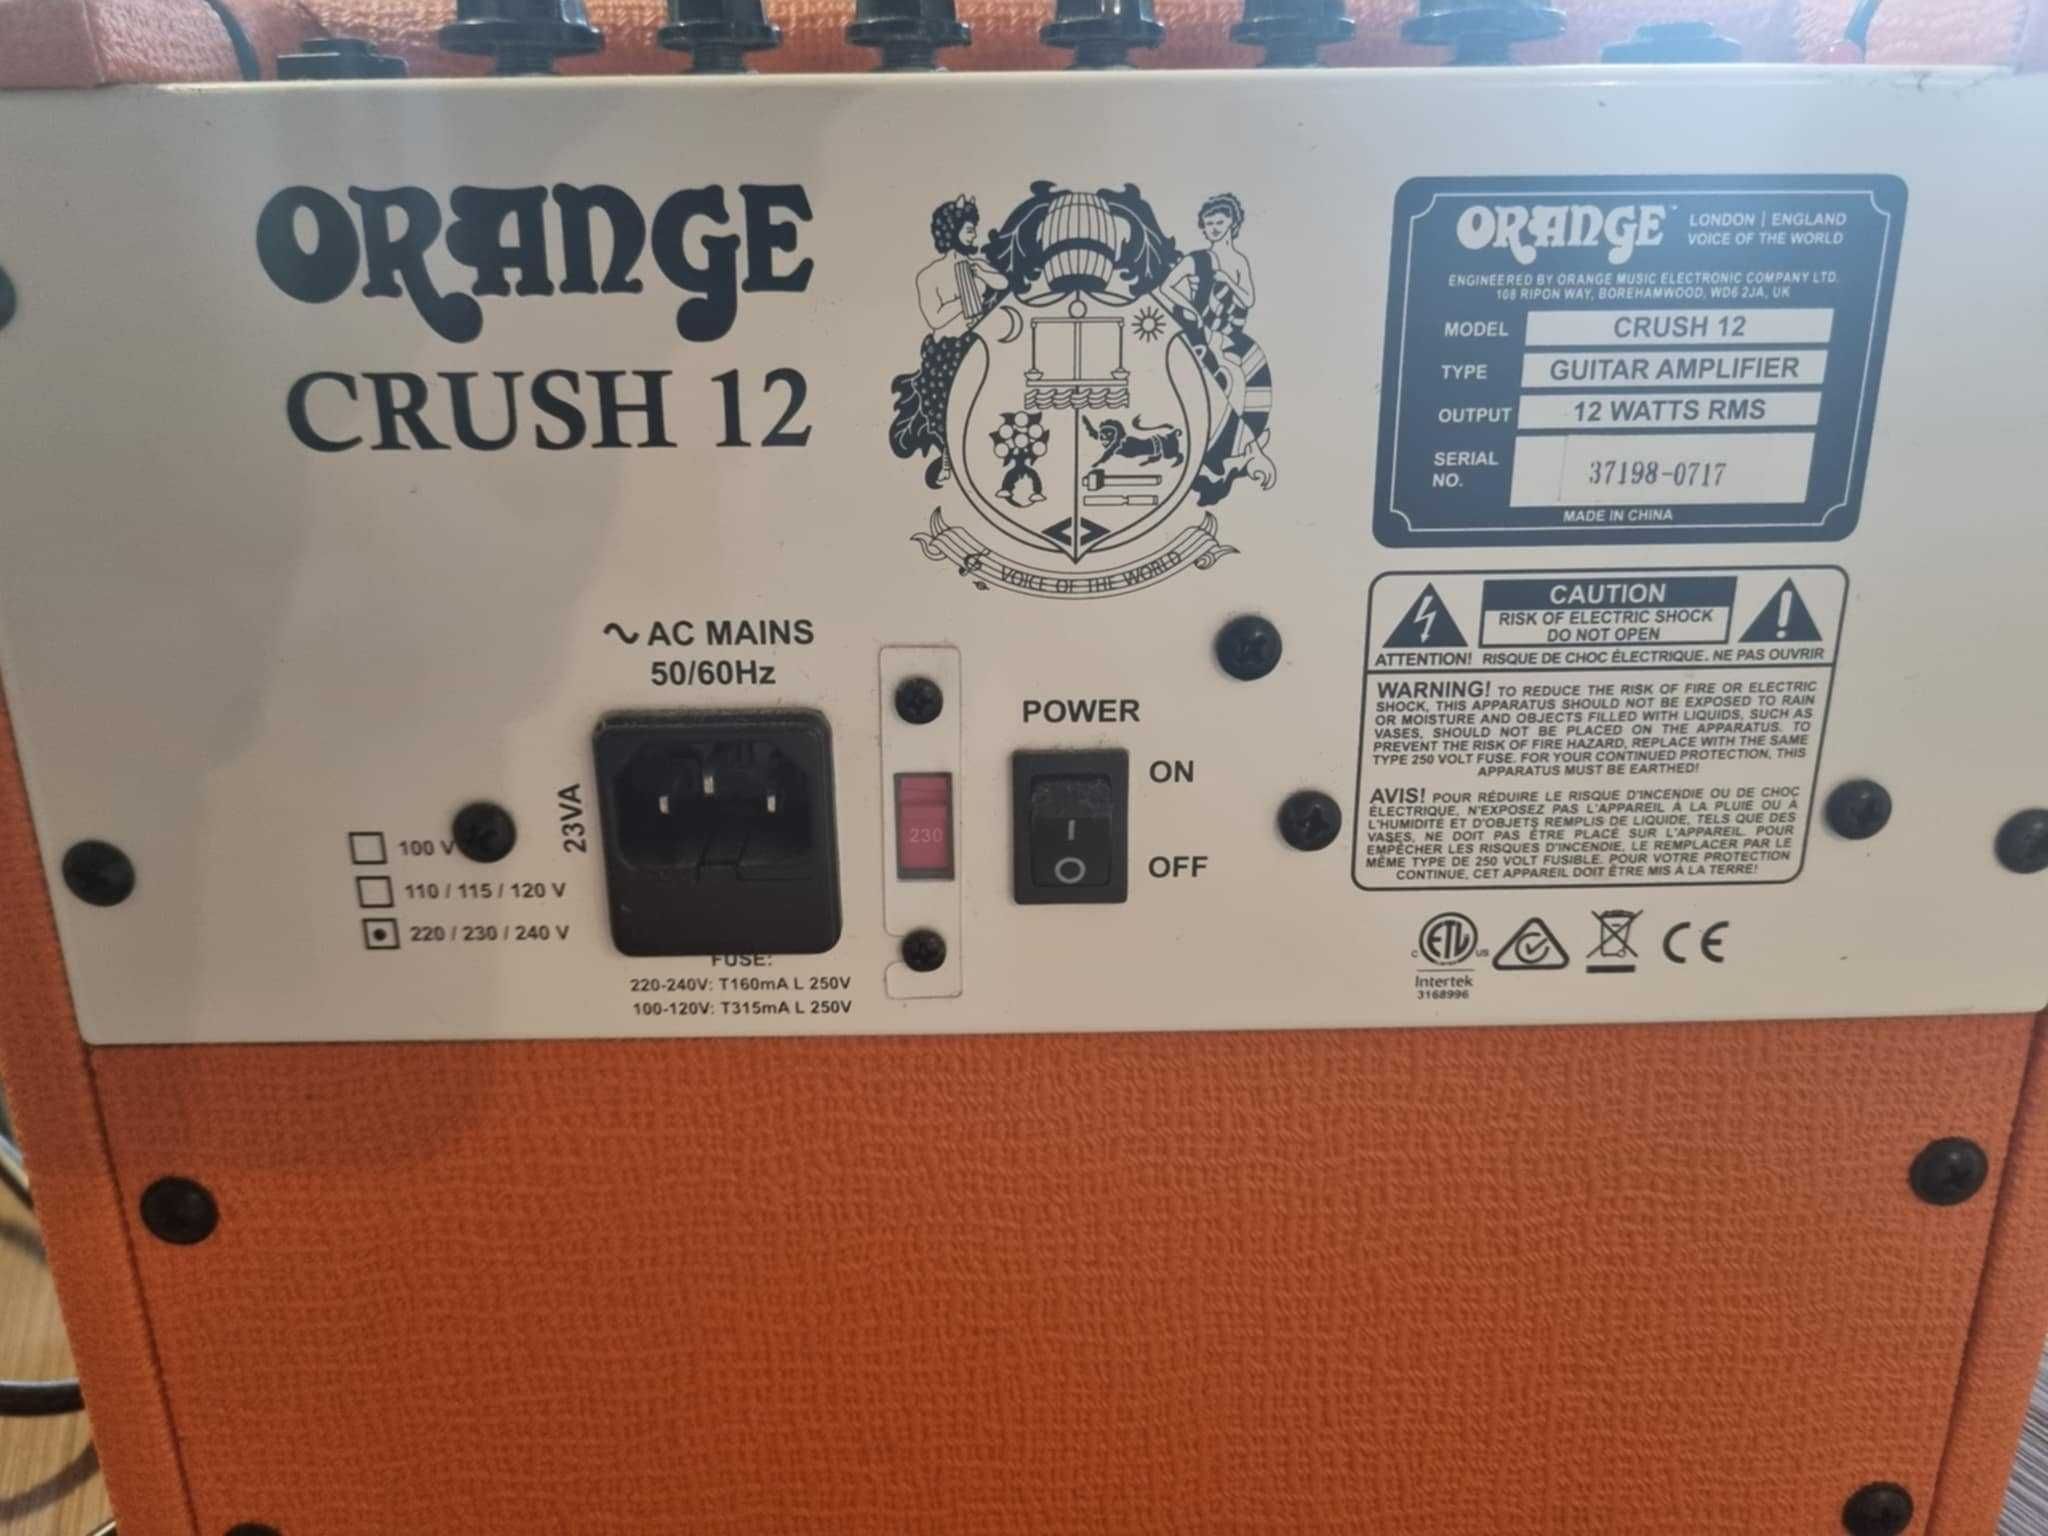 ORANGE
CRUSH 12
VOICE OF THE WORLD
ORANGE™ LONDON | ENGLAND
VOICE OF THE WORLD
ENGINEERED BY ORANGE MUSIC ELECTRONIC COMPANY LTD.
108 RIPON WAY, BOREHAMWOOD, WD6 2JA, UK
MODEL CRUSH 12
TYPE GUITAR AMPLIFIER
OUTPUT 12 WATTS RMS
SERIAL NO. 37198-0717
MADE IN CHINA
AC MAINS
50/60Hz
23VA
100 V
110 / 115 / 120 V
220 / 230 / 240 V
FUSE:
220-240V: T160mA L 250V
100-120V: T315mA L 250V
230
POWER
ON
OFF
CAUTION
RISK OF ELECTRIC SHOCK
DO NOT OPEN
ATTENTION! RISQUE DE CHOC ÉLECTRIQUE. NE PAS OUVRIR
WARNING! TO REDUCE THE RISK OF FIRE OR ELECTRIC
SHOCK, THIS APPARATUS SHOULD NOT BE EXPOSED TO RAIN
OR MOISTURE AND OBJECTS FILLED WITH LIQUIDS, SUCH AS
VASES, SHOULD NOT BE PLACED ON THE APPARATUS. TO
PREVENT THE RISK OF FIRE HAZARD, REPLACE WITH THE SAME
TYPE 250 VOLT FUSE. FOR YOUR CONTINUED PROTECTION, THIS
APPARATUS MUST BE EARTHED!
AVIS! POUR RÉDUIRE LE RISQUE D'INCENDIE OU DE CHOC
ÉLECTRIQUE, N'EXPOSEZ PAS L'APPAREIL À LA PLUIE OU À
L'HUMIDITÉ ET D'OBJETS REMPLIS DE LIQUIDE, TELS QUE DES
VASES, NE DOIT PAS ÊTRE PLACÉ SUR L'APPAREIL. POUR
EMPÊCHER LES RISQUES D'INCENDIE, LE REMPLACER PAR LE
MÊME TYPE DE 250 VOLT FUSIBLE. POUR VOTRE PROTECTION
CONTINUE, CET APPAREIL DOIT ÊTRE MIS À LA TERRE!
C ETL US CE
Intertek
3168996